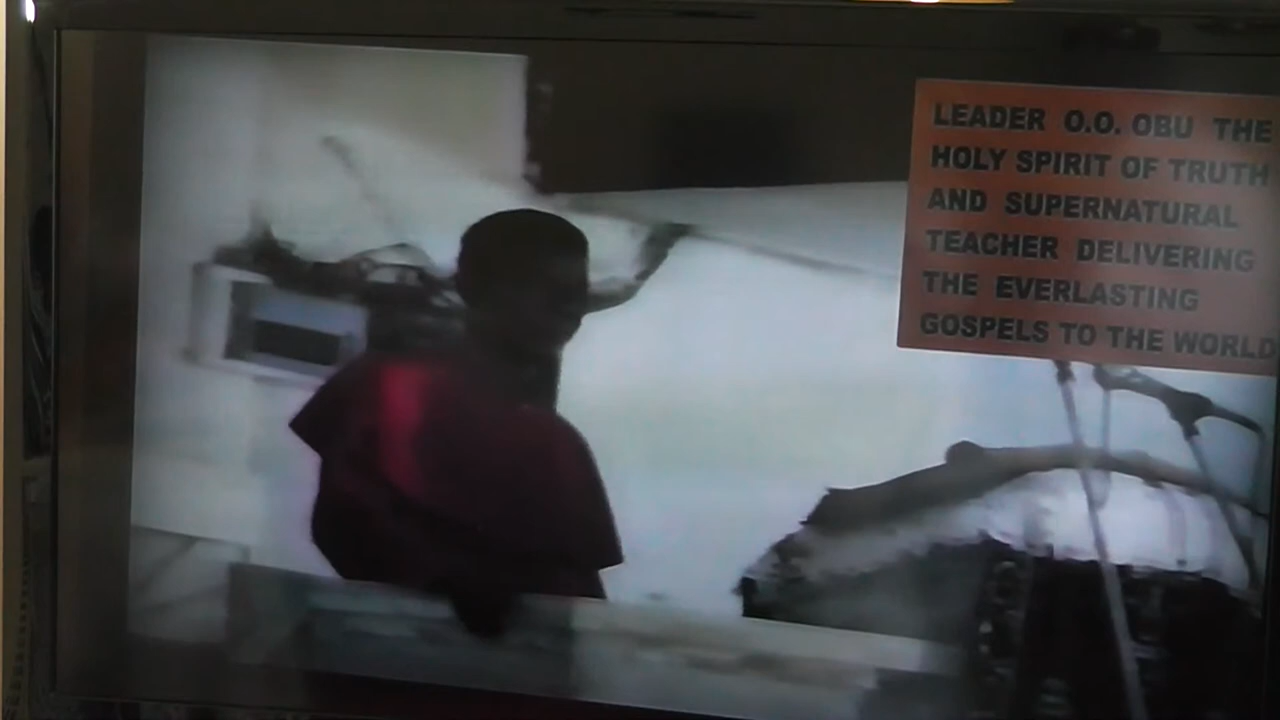 LEADER O.O. OBU THE
HOLY SPIRIT OF TRUTH
AND SUPERNATURAL
TEACHER DELIVERING
THE EVERLASTING
GOSPELS TO THE WORLD